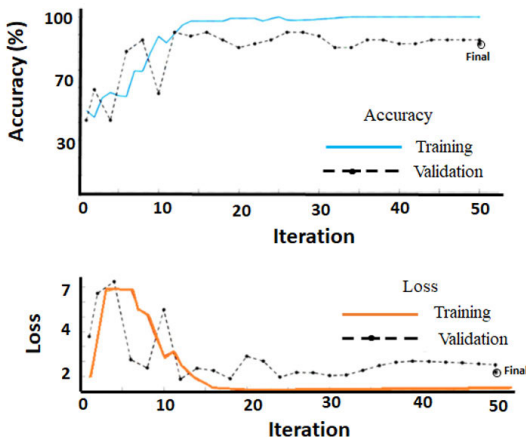 Accuracy (%)
100
70
30
Final
Accuracy
Training
Validation
0 10 20 30 40 50
Iteration
Loss
7
4
2
Loss
Training
Validation
Final
0 10 20 30 40 50
Iteration